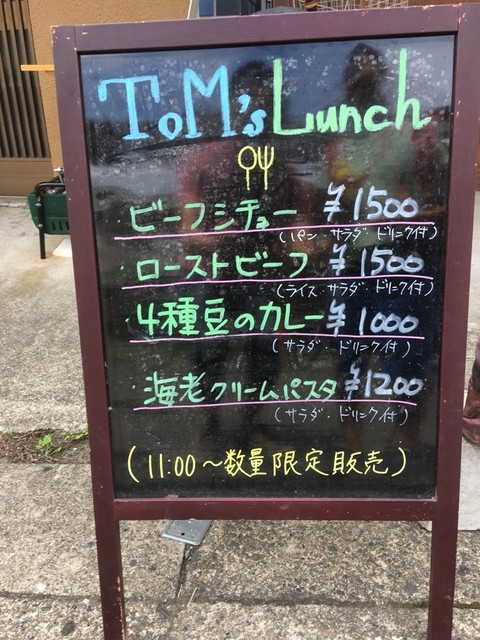 ToM's Lunch
ビーフシチュー ¥1500
(パン サラダ ドリンク付)
ローストビーフ ¥1500
(ライス・サラダ・ドリンク付)
4種豆のカレー ¥1000
(サラダ・ドリンク付)
海老クリームパスタ ¥1200
(サラダ・ドリンク付)
(11:00〜数量限定販売)